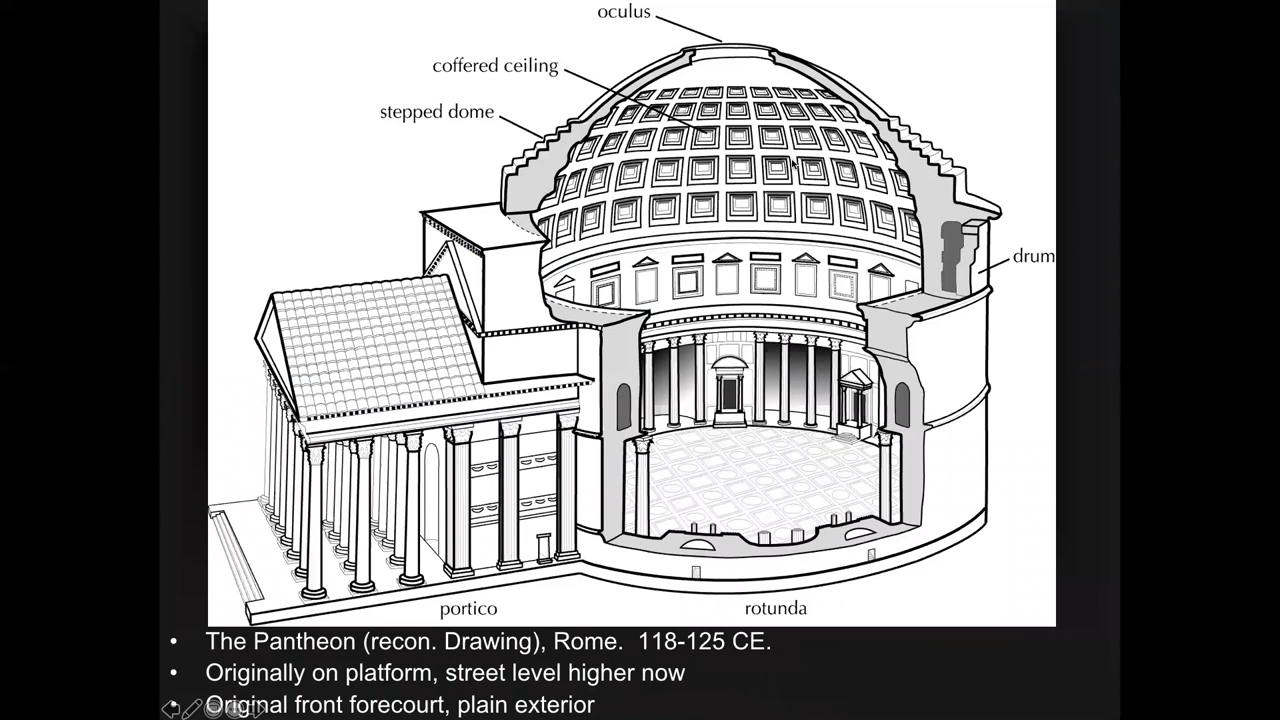 oculus
coffered ceiling
stepped dome
drum
portico
rotunda
• The Pantheon (recon. Drawing), Rome.  118-125 CE.
• Originally on platform, street level higher now
• Original front forecourt, plain exterior